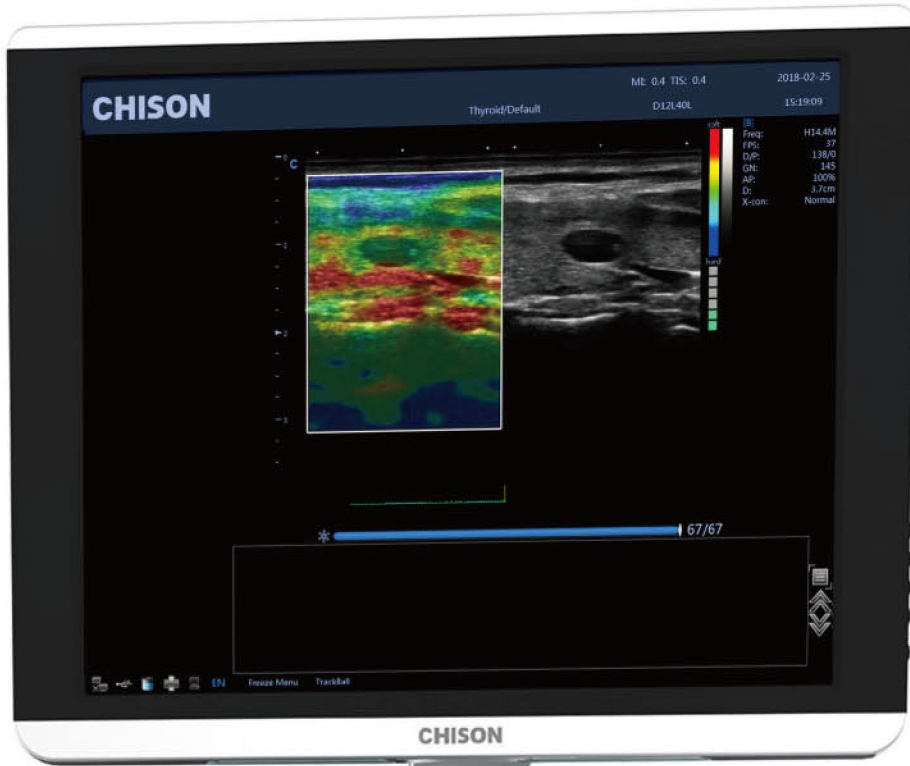 CHISON
MI: 0.4 TIS: 0.4
2018-02-25
Thyroid/Default
D12L40L
15:19:09
C
0
1
2
3
soft
hard
[B]
Freq: H14.4M
FPS: 37
D/P: 138/0
GN: 145
AP: 100%
D: 3.7cm
X-con: Normal
67/67
EN
Freeze Menu
TrackBall
CHISON